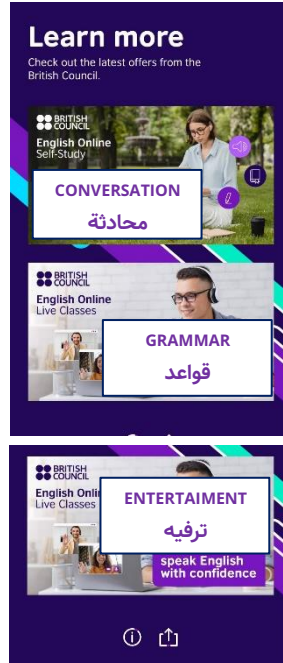 Learn more
Check out the latest offers from the
British Council.
BRITISH
COUNCIL
English Online
Self-Study
CONVERSATION
محادثة
BRITISH
COUNCIL
English Online
Live Classes
GRAMMAR
قواعد
BRITISH
COUNCIL
English Onli
Live Classes
ENTERTAIMENT
ترفيه
speak English
with confidence